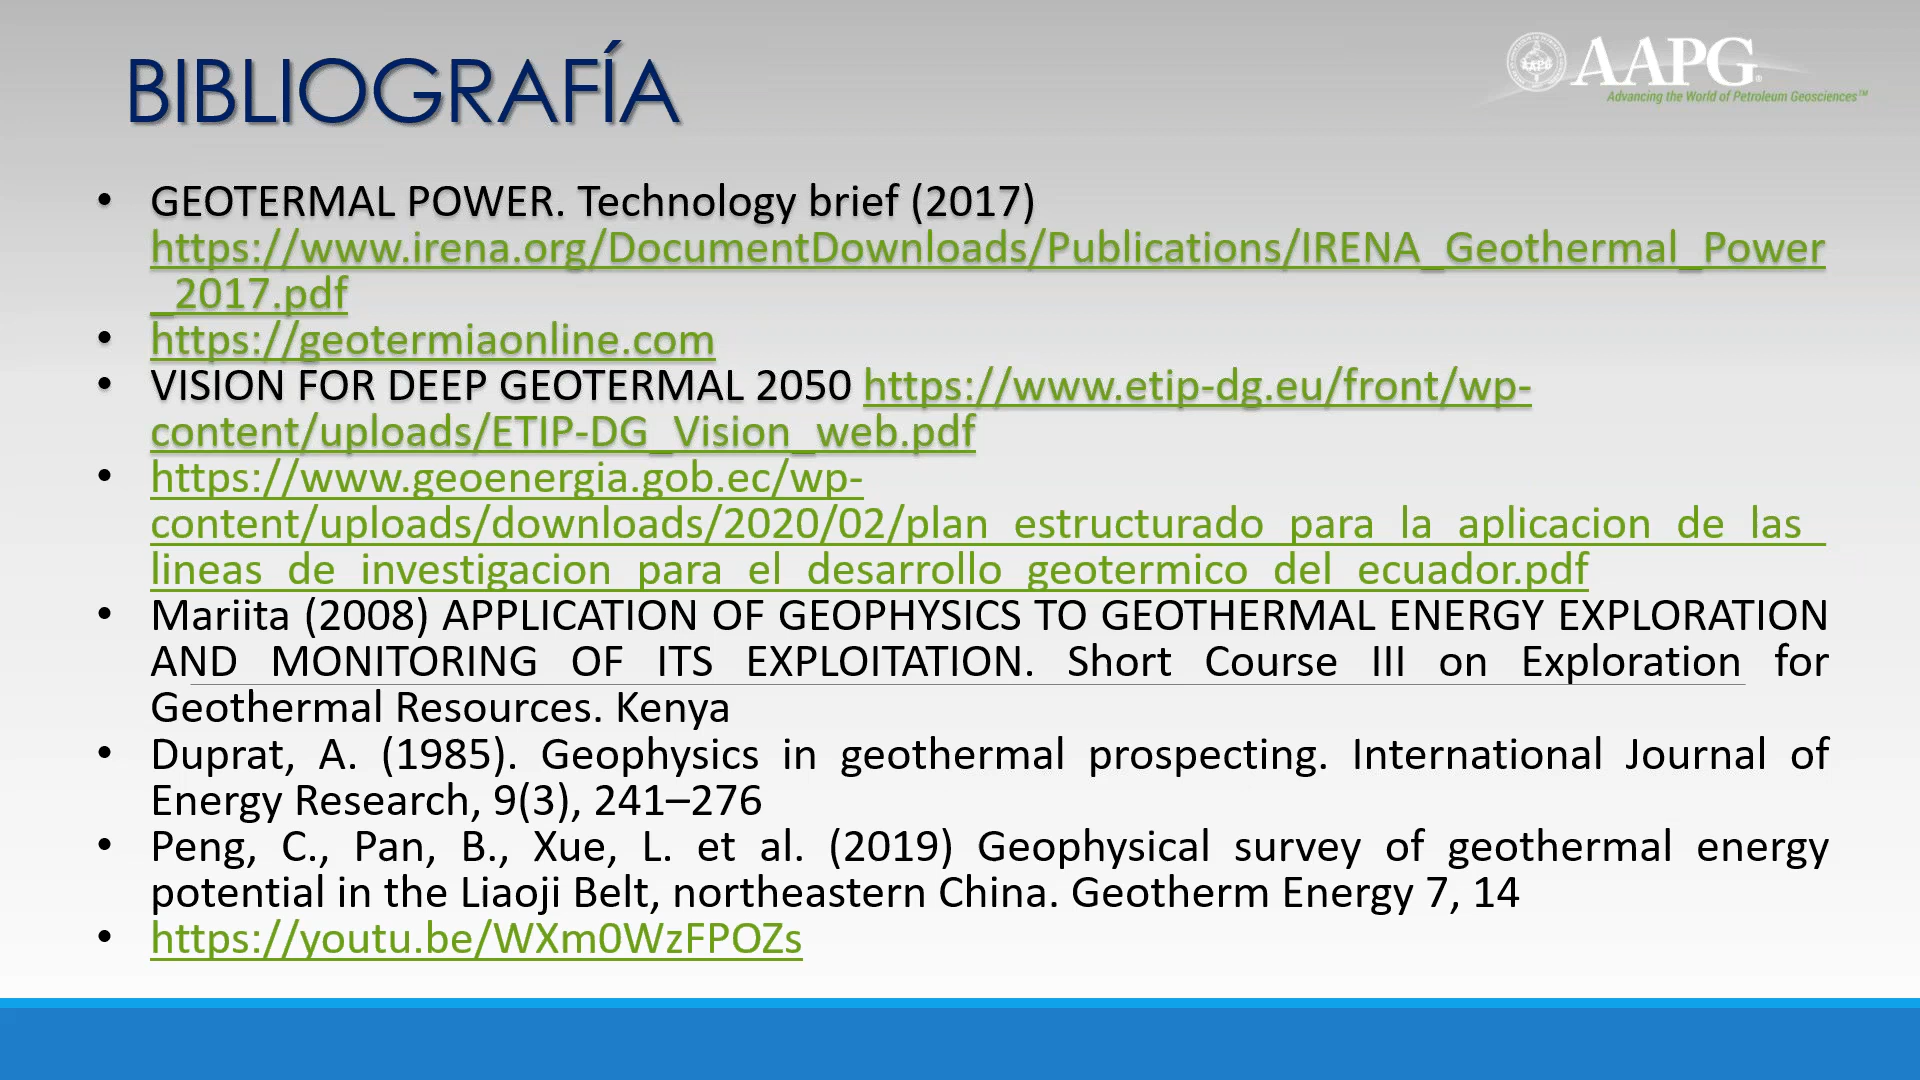 BIBLIOGRAFÍA
AAPG
AAPG®
Advancing the World of Petroleum Geosciences™
• GEOTERMAL POWER. Technology brief (2017)
https://www.irena.org/DocumentDownloads/Publications/IRENA_Geothermal_Power
_2017.pdf
• https://geotermiaonline.com
• VISION FOR DEEP GEOTERMAL 2050 https://www.etip-dg.eu/front/wp-
content/uploads/ETIP-DG_Vision_web.pdf
• https://www.geoenergia.gob.ec/wp-
content/uploads/downloads/2020/02/plan_estructurado_para_la_aplicacion_de_las_
lineas_de_investigacion_para_el_desarrollo_geotermico_del_ecuador.pdf
• Mariita (2008) APPLICATION OF GEOPHYSICS TO GEOTHERMAL ENERGY EXPLORATION
AND MONITORING OF ITS EXPLOITATION. Short Course III on Exploration for
Geothermal Resources. Kenya
• Duprat, A. (1985). Geophysics in geothermal prospecting. International Journal of
Energy Research, 9(3), 241–276
• Peng, C., Pan, B., Xue, L. et al. (2019) Geophysical survey of geothermal energy
potential in the Liaoji Belt, northeastern China. Geotherm Energy 7, 14
• https://youtu.be/WXm0WzFPOZs